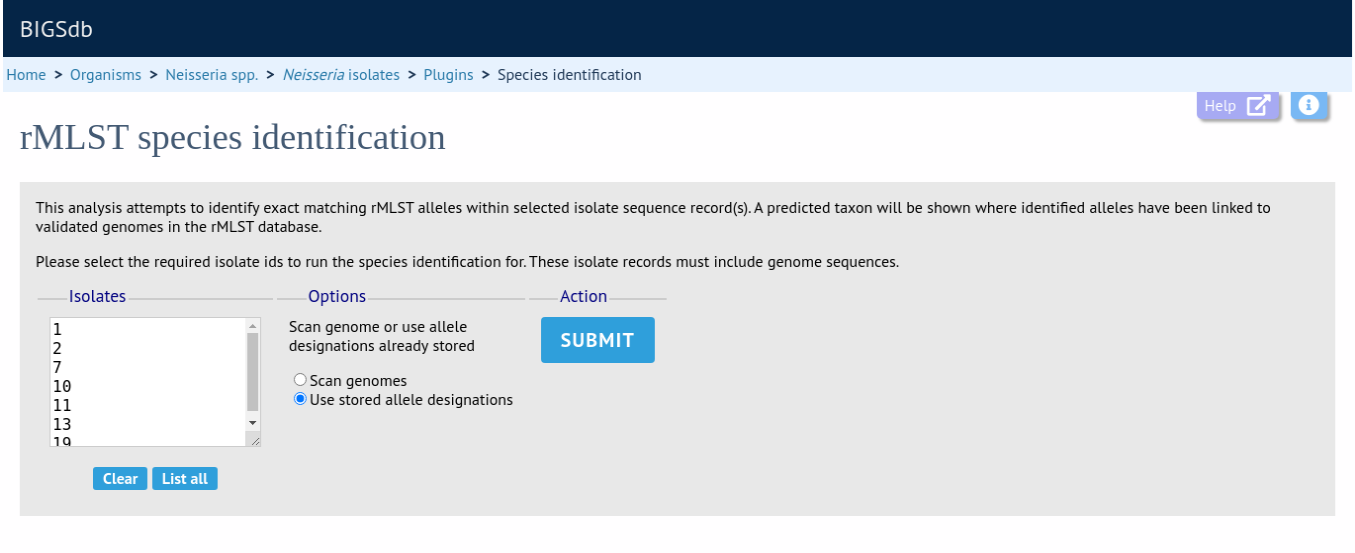 BIGSdb
Home > Organisms > Neisseria spp. > Neisseria isolates > Plugins > Species identification
Help
rMLST species identification
This analysis attempts to identify exact matching rMLST alleles within selected isolate sequence record(s). A predicted taxon will be shown where identified alleles have been linked to
validated genomes in the rMLST database.
Please select the required isolate ids to run the species identification for. These isolate records must include genome sequences.
Isolates
1
2
7
10
11
13
19
Clear List all
Options
Scan genome or use allele
designations already stored
Scan genomes
Use stored allele designations
Action
SUBMIT